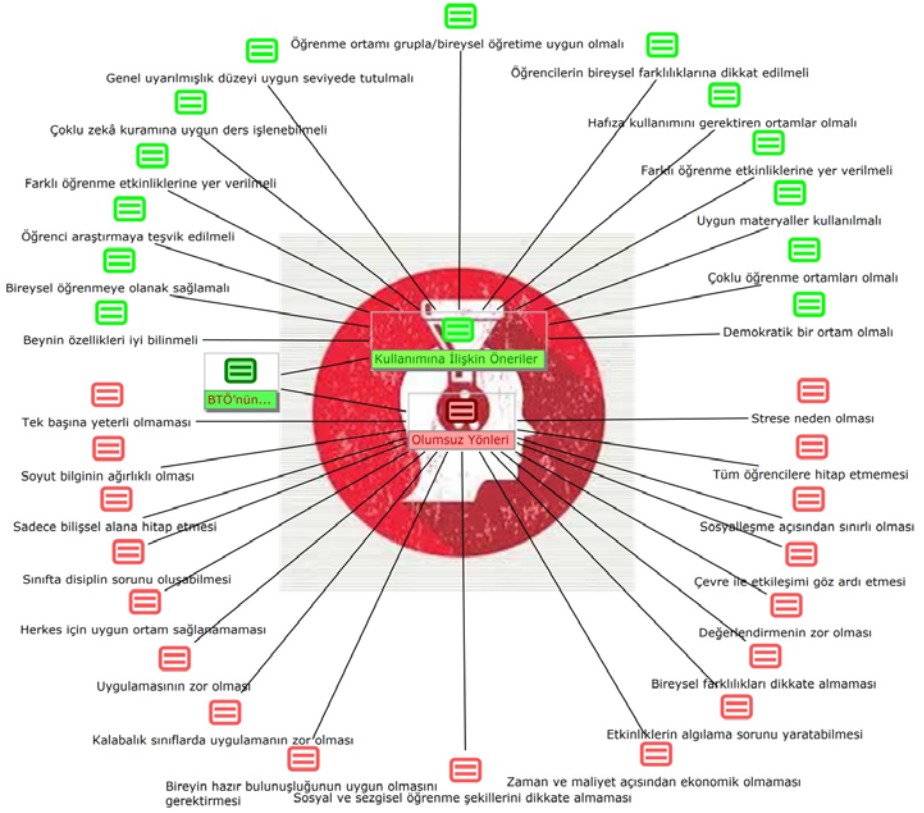 Öğrenme ortamı grupla/bireysel öğretime uygun olmalı
Genel uyarılmışlık düzeyi uygun seviyede tutulmalı
Öğrencilerin bireysel farklılıklarına dikkat edilmeli
Çoklu zekâ kuramına uygun ders işlenebilmeli
Hafıza kullanımını gerektiren ortamlar olmalı
Farklı öğrenme etkinliklerine yer verilmeli
Farklı öğrenme etkinliklerine yer verilmeli
Öğrenci araştırmaya teşvik edilmeli
Uygun materyaller kullanılmalı
Bireysel öğrenmeye olanak sağlamalı
Çoklu öğrenme ortamları olmalı
Beynin özellikleri iyi bilinmeli
Demokratik bir ortam olmalı
Kullanımına İlişkin Öneriler
BTÖ'nün...
Olumsuz Yönleri
Tek başına yeterli olmaması
Strese neden olması
Soyut bilginin ağırlıklı olması
Tüm öğrencilere hitap etmemesi
Sadece bilişsel alana hitap etmesi
Sosyalleşme açısından sınırlı olması
Sınıfta disiplin sorunu oluşabilmesi
Çevre ile etkileşimi göz ardı etmesi
Herkes için uygun ortam sağlanamaması
Değerlendirmenin zor olması
Uygulamasının zor olması
Bireysel farklılıkları dikkate almaması
Kalabalık sınıflarda uygulamanın zor olması
Etkinliklerin algılama sorunu yaratabilmesi
Bireyin hazır bulunuşluğunun uygun olmasını
gerektirmesi
Sosyal ve sezgisel öğrenme şekillerini dikkate almaması
Zaman ve maliyet açısından ekonomik olmaması